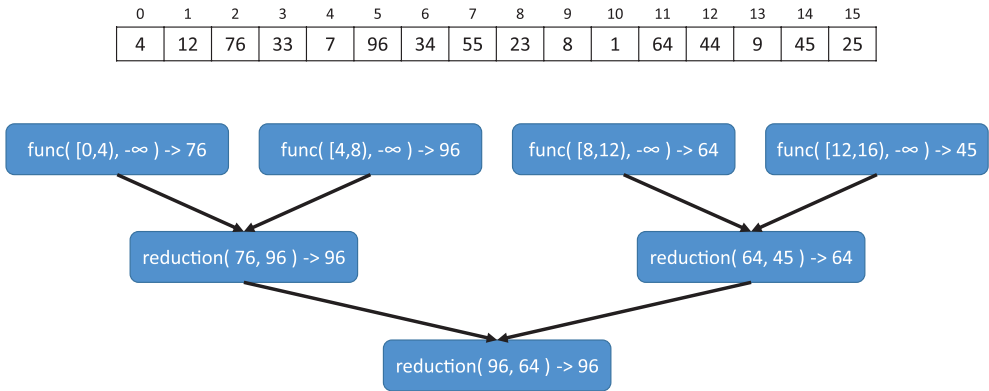 0 1 2 3 4 5 6 7 8 9 10 11 12 13 14 15
4 12 76 33 7 96 34 55 23 8 1 64 44 9 45 25
func( [0,4), -∞ ) -> 76 func( [4,8), -∞ ) -> 96 func( [8,12), -∞ ) -> 64 func( [12,16), -∞ ) -> 45
reduction( 76, 96 ) -> 96 reduction( 64, 45 ) -> 64
reduction( 96, 64 ) -> 96